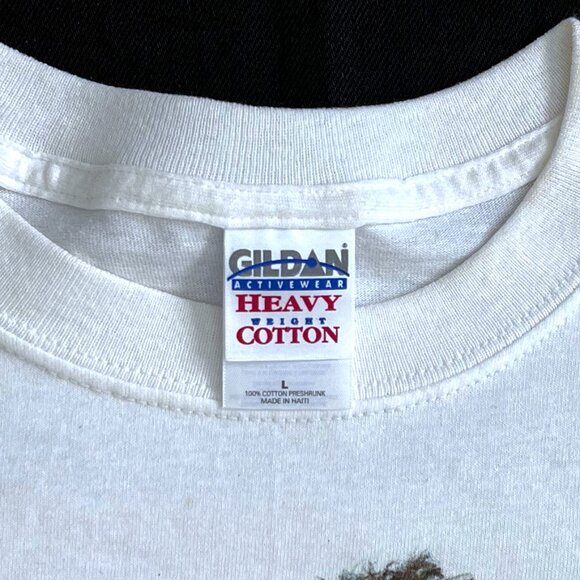 GILDAN®
ACTIVEWEAR
HEAVY
WEIGHT
COTTON
L
100% COTTON PRESHRUNK
MADE IN HAITI